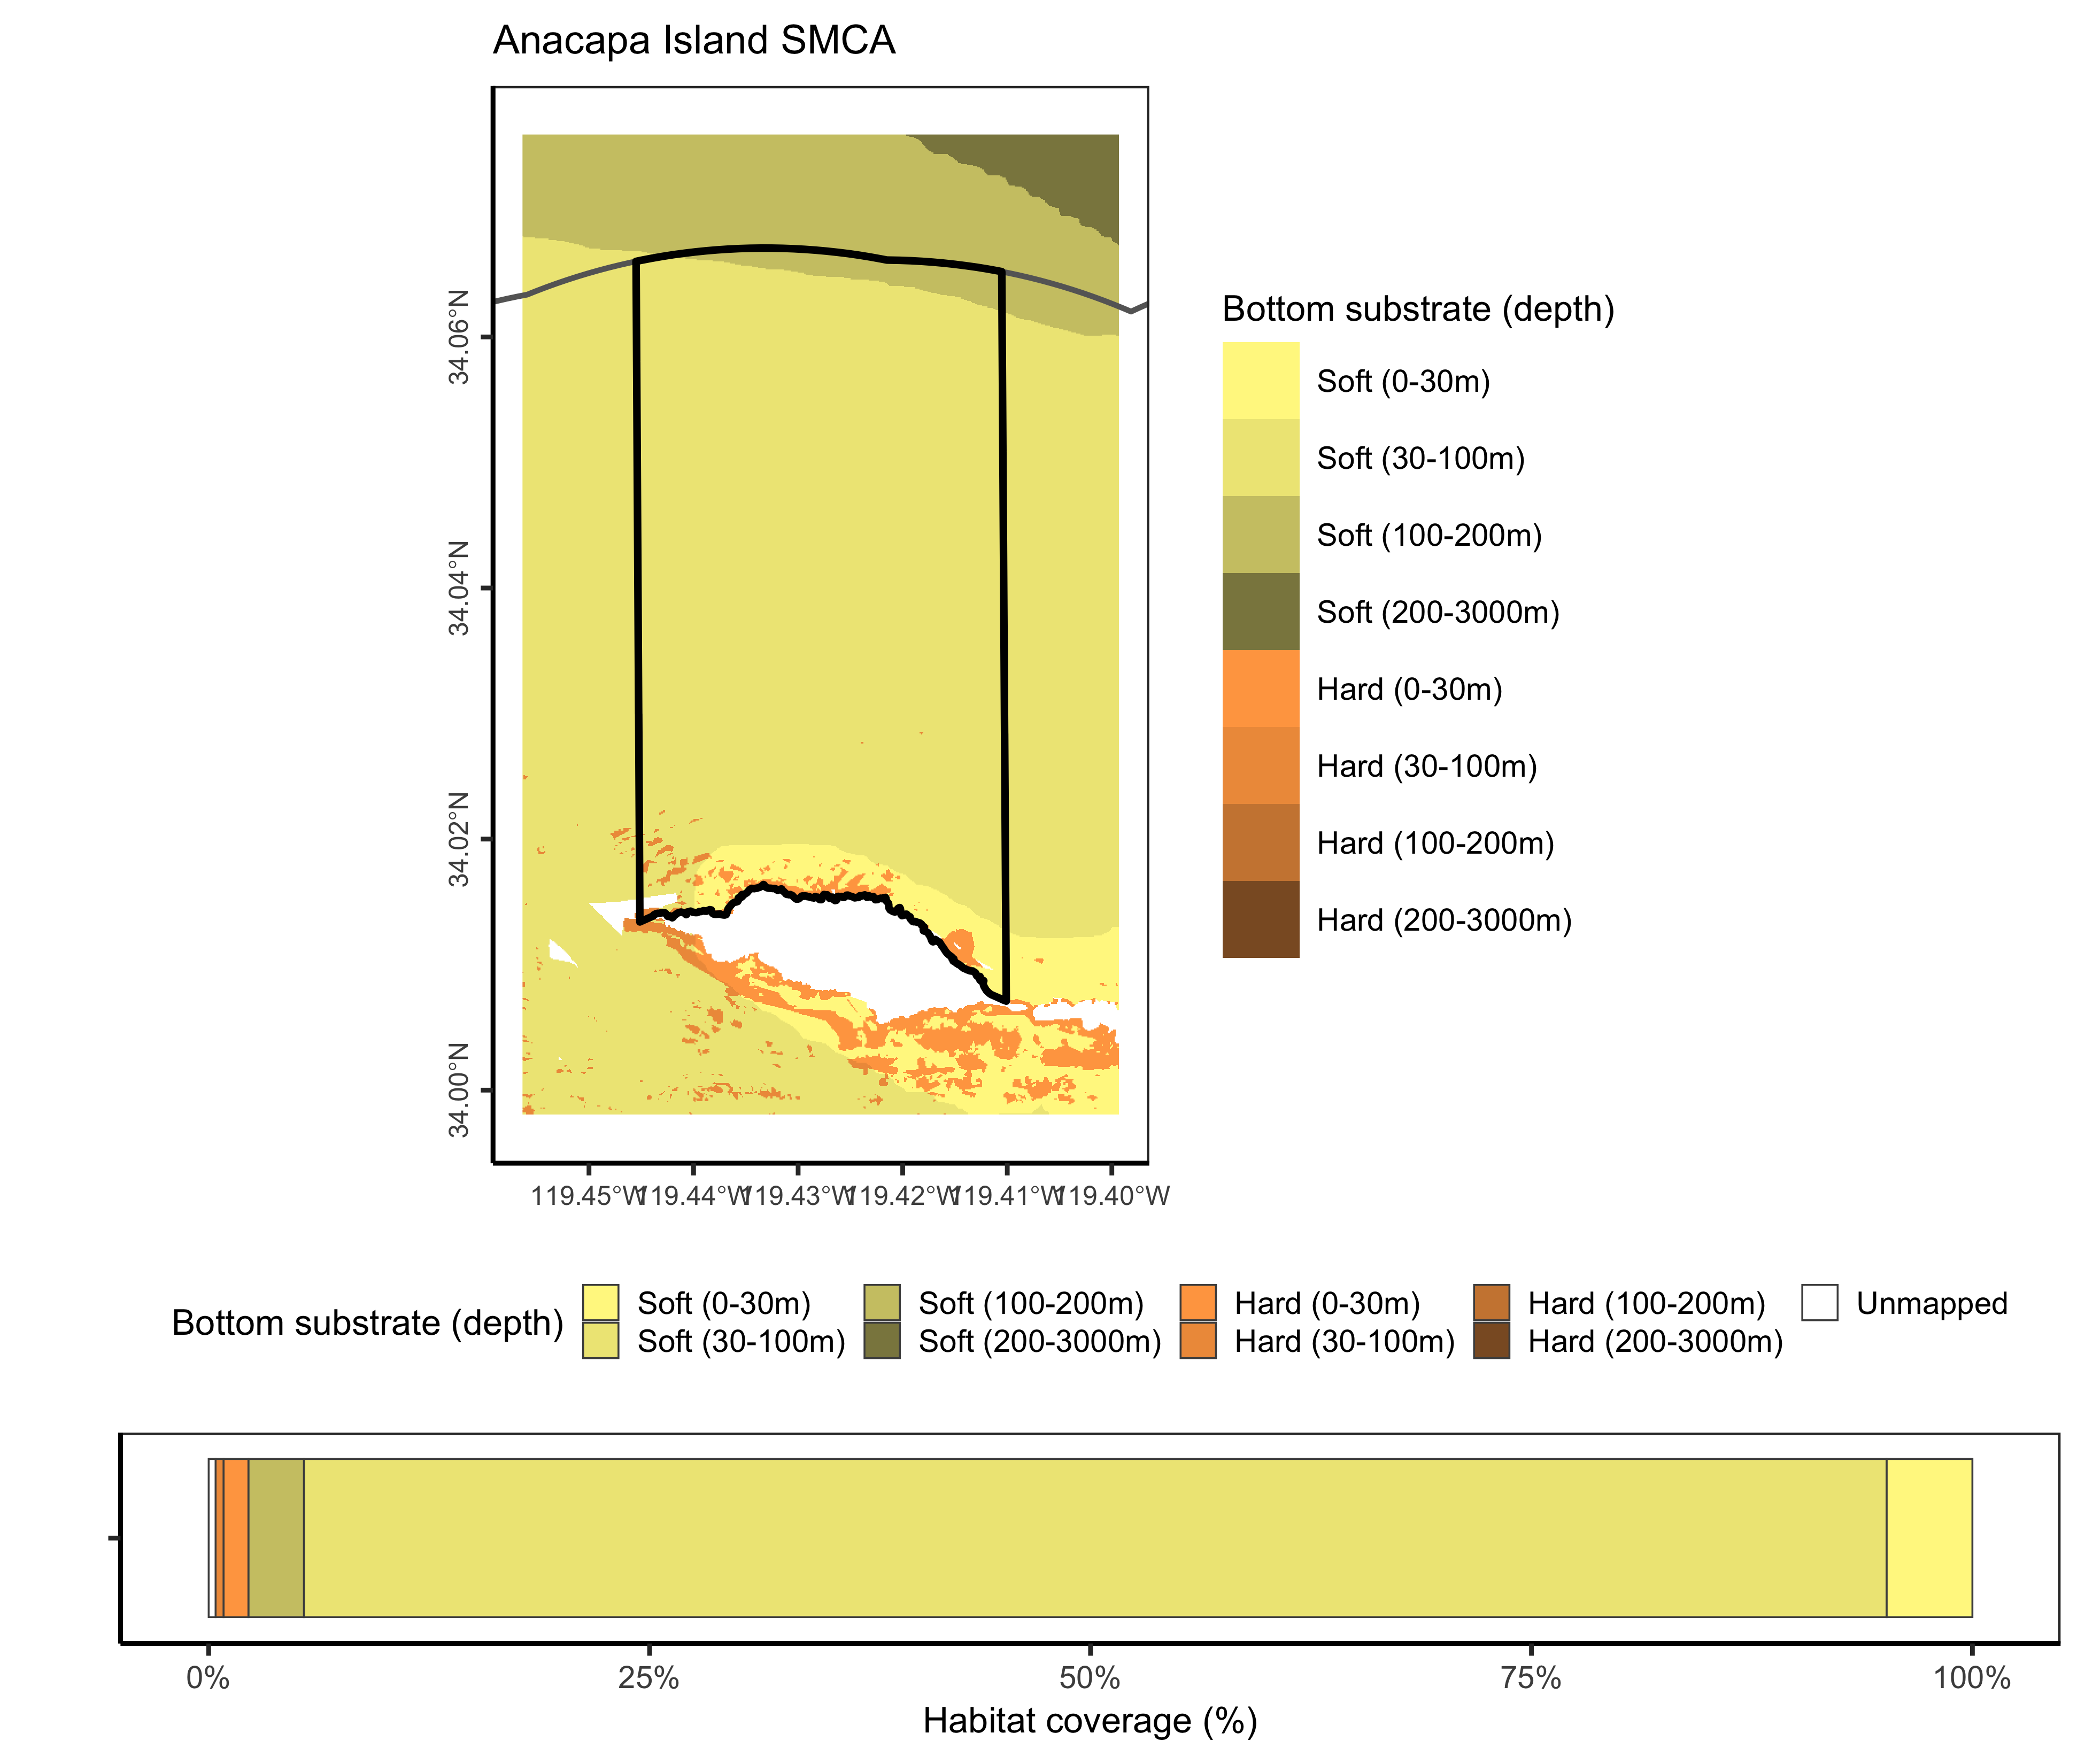 Anacapa Island SMCA
34.06°N
34.04°N
34.02°N
34.00°N
119.45°W 119.44°W 119.43°W 119.42°W 119.41°W 119.40°W
Bottom substrate (depth)
Soft (0-30m)
Soft (30-100m)
Soft (100-200m)
Soft (200-3000m)
Hard (0-30m)
Hard (30-100m)
Hard (100-200m)
Hard (200-3000m)
Bottom substrate (depth)
Soft (0-30m) Soft (100-200m) Hard (0-30m) Hard (100-200m) Unmapped
Soft (30-100m) Soft (200-3000m) Hard (30-100m) Hard (200-3000m)
0% 25% 50% 75% 100%
Habitat coverage (%)